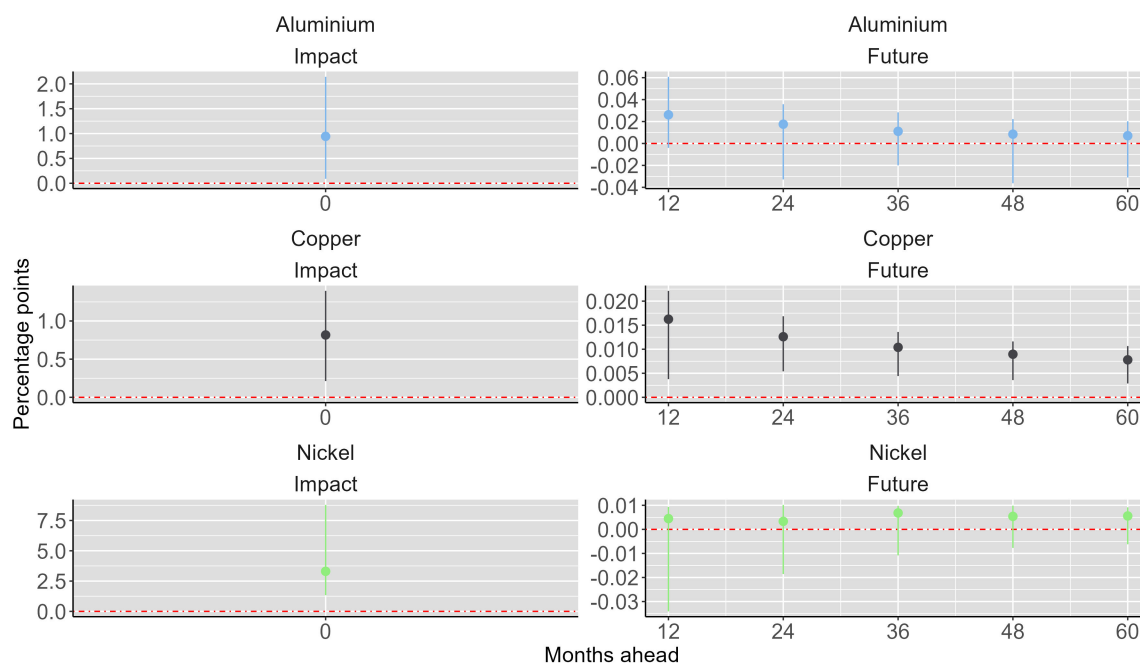 Aluminium
Impact
2.0
1.5
1.0
0.5
0.0
0
Aluminium
Future
0.06
0.04
0.02
0.00
-0.02
-0.04
12 24 36 48 60
Copper
Impact
1.0
0.5
0.0
0
Copper
Future
0.020
0.015
0.010
0.005
0.000
12 24 36 48 60
Nickel
Impact
7.5
5.0
2.5
0.0
0
Nickel
Future
0.01
0.00
-0.01
-0.02
-0.03
12 24 36 48 60
Percentage points
Months ahead